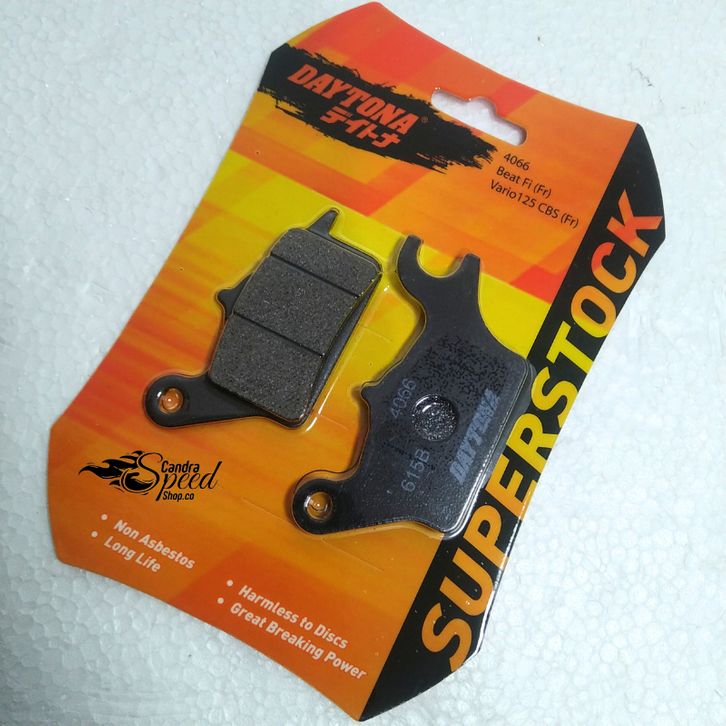 DAYTONA®
デイトナ
4066
Beat Fi (Fr)
Vario125 CBS (Fr)
SUPERSTOCK
4066
615B
DAYTONA
Candra
Speed
Shop.co
• Non Asbestos
• Long Life
• Harmless to Discs
• Great Breaking Power